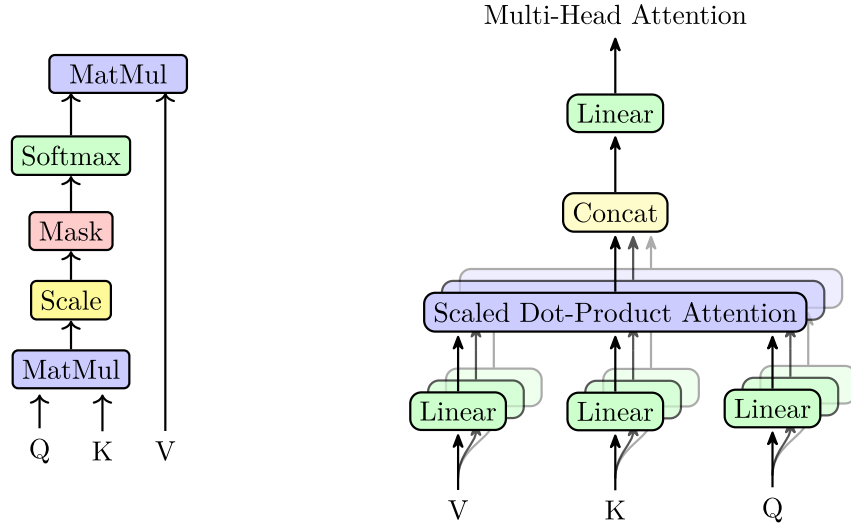 MatMul
Softmax
Mask
Scale
MatMul
Q K V
Multi-Head Attention
Linear
Concat
Scaled Dot-Product Attention
Linear Linear Linear
V K Q